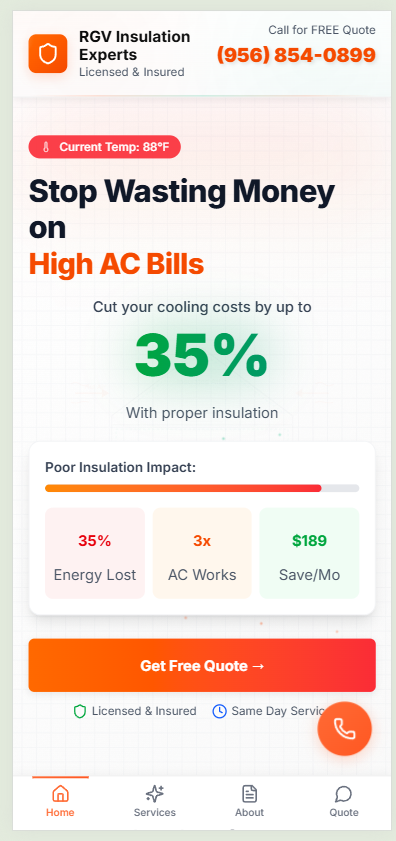 RGV Insulation
Experts
Licensed & Insured
Call for FREE Quote
(956) 854-0899
Current Temp: 88°F
Stop Wasting Money
on
High AC Bills
Cut your cooling costs by up to
35%
With proper insulation
Poor Insulation Impact:
35%
Energy Lost
3x
AC Works
$189
Save/Mo
Get Free Quote →
Licensed & Insured
Same Day
Home
Services
About
Quote